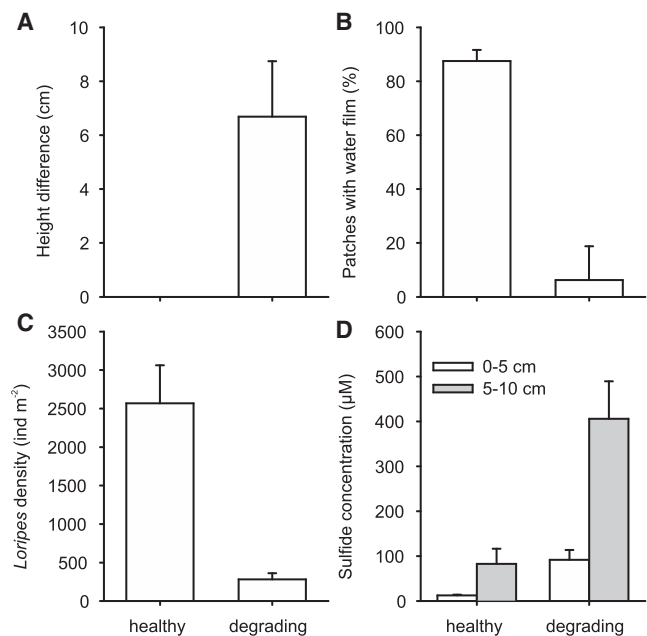 A
Height difference (cm)
10
8
6
4
2
0
B
Patches with water film (%)
100
80
60
40
20
0
C
Loripes density (ind m⁻²)
3500
3000
2500
2000
1500
1000
500
0
healthy
degrading
D
Sulfide concentration (µM)
600
500
400
300
200
100
0
0-5 cm
5-10 cm
healthy
degrading